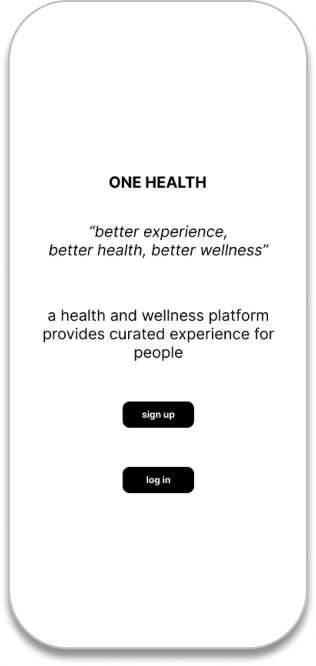 ONE HEALTH
“better experience,
better health, better wellness”
a health and wellness platform
provides curated experience for
people
sign up
log in